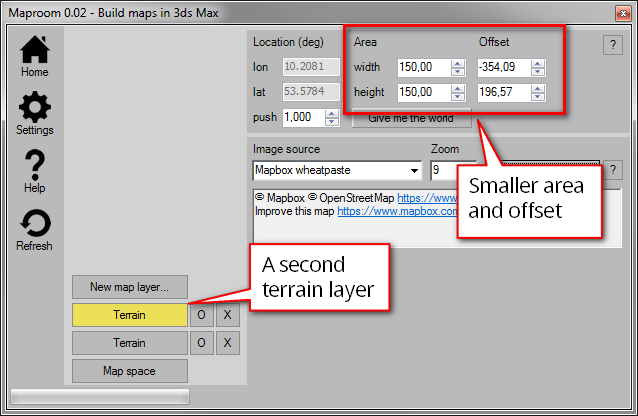 Maproom 0.02 - Build maps in 3ds Max
Home
Settings
Help
Refresh
Location (deg)
lon 10.2081
lat 53.5784
push 1,000
Area Offset
width 150,00 -354,09
height 150,00 196,57
Give me the world
?
Image source Zoom
Mapbox wheatpaste 9
?
© Mapbox © OpenStreetMap https://www
Improve this map https://www.mapbox.com
Smaller area
and offset
A second
terrain layer
New map layer...
Terrain O X
Terrain O X
Map space